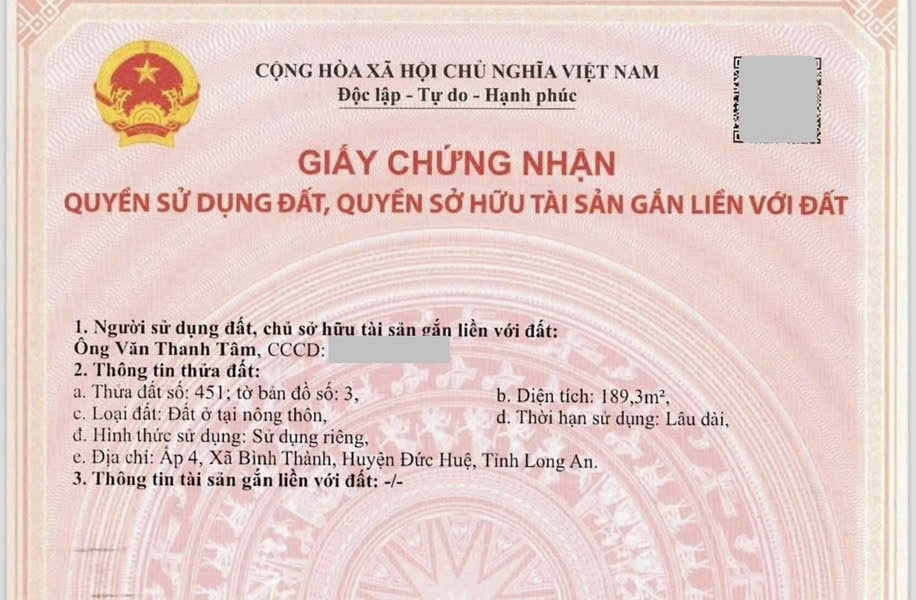 CỘNG HÒA XÃ HỘI CHỦ NGHĨA VIỆT NAM
Độc lập - Tự do - Hạnh phúc
GIẤY CHỨNG NHẬN
QUYỀN SỬ DỤNG ĐẤT, QUYỀN SỞ HỮU TÀI SẢN GẮN LIỀN VỚI ĐẤT
1. Người sử dụng đất, chủ sở hữu tài sản gắn liền với đất:
Ông Văn Thanh Tâm, CCCD:
2. Thông tin thửa đất:
a. Thửa đất số: 451; tờ bản đồ số: 3, b. Diện tích: 189,3m²,
c. Loại đất: Đất ở tại nông thôn, d. Thời hạn sử dụng: Lâu dài,
đ. Hình thức sử dụng: Sử dụng riêng,
e. Địa chỉ: Ấp 4, Xã Bình Thành, Huyện Đức Huệ, Tỉnh Long An.
3. Thông tin tài sản gắn liền với đất: -/-